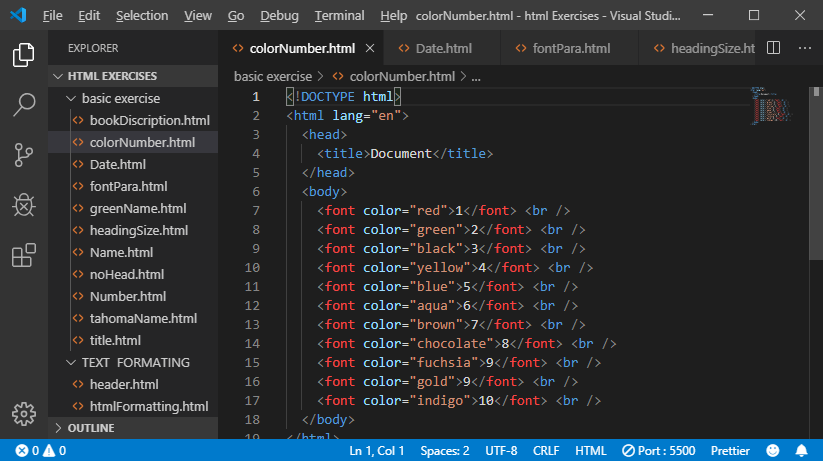 File Edit Selection View Go Debug Terminal Help colorNumber.html - html Exercises - Visual Studi...
EXPLORER
HTML EXERCISES
basic exercise
bookDiscription.html
colorNumber.html
Date.html
fontPara.html
greenName.html
headingSize.html
Name.html
noHead.html
Number.html
tahomaName.html
title.html
TEXT FORMATING
header.html
htmlFormatting.html
OUTLINE
colorNumber.html Date.html fontPara.html headingSize.ht
basic exercise > colorNumber.html > ...
1 <!DOCTYPE html>
2 <html lang="en">
3 <head>
4 <title>Document</title>
5 </head>
6 <body>
7 <font color="red">1</font> <br />
8 <font color="green">2</font> <br />
9 <font color="black">3</font> <br />
10 <font color="yellow">4</font> <br />
11 <font color="blue">5</font> <br />
12 <font color="aqua">6</font> <br />
13 <font color="brown">7</font> <br />
14 <font color="chocolate">8</font> <br />
15 <font color="fuchsia">9</font> <br />
16 <font color="gold">9</font> <br />
17 <font color="indigo">10</font> <br />
18 </body>
19 </html>
0 0 Ln 1, Col 1 Spaces: 2 UTF-8 CRLF HTML Port : 5500 Prettier